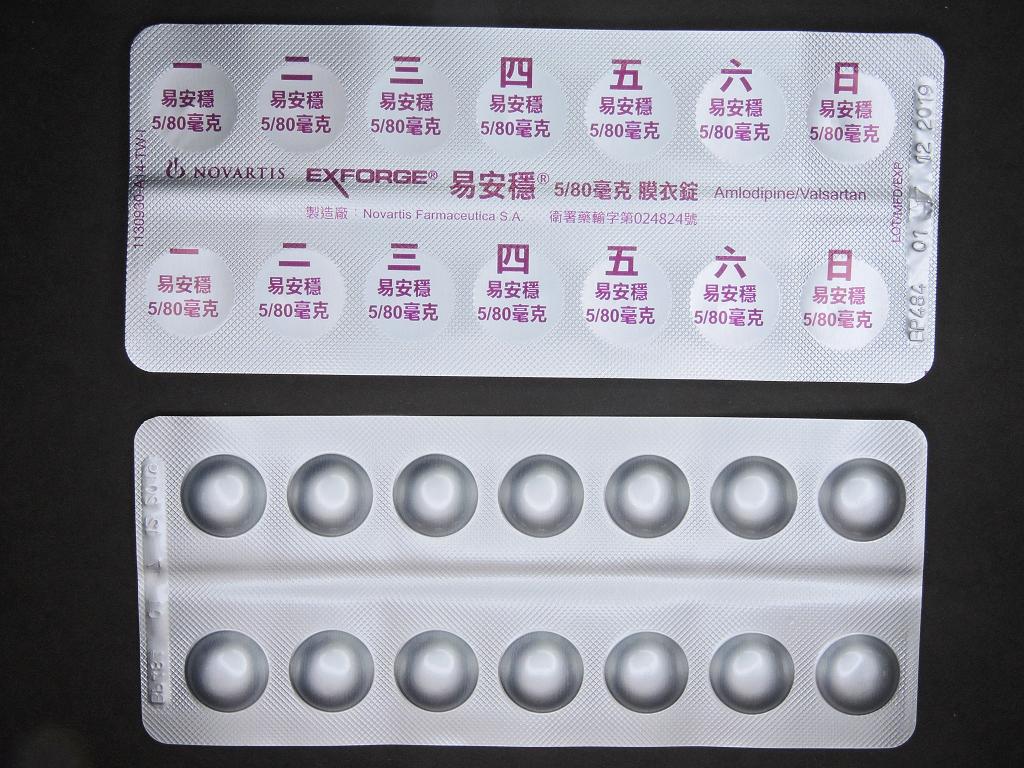 一 二 三 四 五 六 日
易安穩 易安穩 易安穩 易安穩 易安穩 易安穩 易安穩
5/80毫克 5/80毫克 5/80毫克 5/80毫克 5/80毫克 5/80毫克 5/80毫克
NOVARTIS EXFORGE® 易安穩® 5/80毫克 膜衣錠 Amlodipine/Valsartan
製造廠：Novartis Farmaceutica S.A. 衛署藥輸字第024824號
一 二 三 四 五 六 日
易安穩 易安穩 易安穩 易安穩 易安穩 易安穩 易安穩
5/80毫克 5/80毫克 5/80毫克 5/80毫克 5/80毫克 5/80毫克 5/80毫克
LOT/MFD/EXP
12 2019